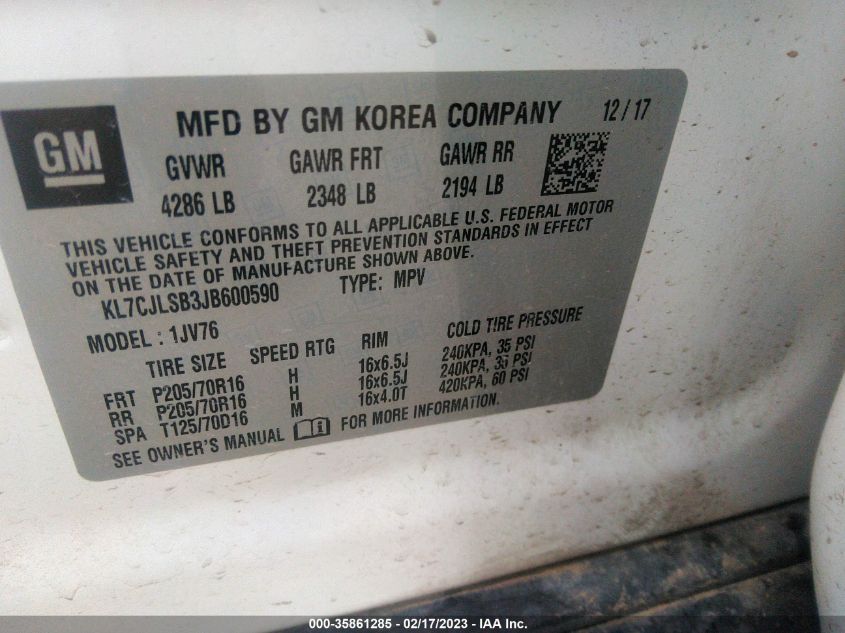 GM
MFD BY GM KOREA COMPANY 12/17
GVWR GAWR FRT GAWR RR
4286 LB 2348 LB 2194 LB
THIS VEHICLE CONFORMS TO ALL APPLICABLE U.S. FEDERAL MOTOR
VEHICLE SAFETY AND THEFT PREVENTION STANDARDS IN EFFECT
ON THE DATE OF MANUFACTURE SHOWN ABOVE.
KL7CJLSB3JB600590 TYPE: MPV
MODEL : 1JV76
TIRE SIZE SPEED RTG RIM COLD TIRE PRESSURE
FRT P205/70R16 H 16x6.5J 240KPA, 35 PSI
RR P205/70R16 H 16x6.5J 240KPA, 35 PSI
SPA T125/70D16 M 16x4.0T 420KPA, 60 PSI
SEE OWNER'S MANUAL FOR MORE INFORMATION.
000-35861285 - 02/17/2023 - IAA Inc.